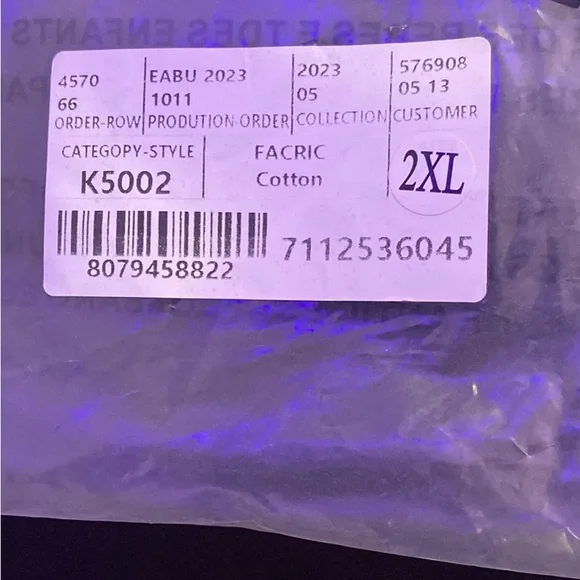 4570
66
ORDER-ROW
EABU 2023
1011
PRODUTION ORDER
2023
05
COLLECTION
576908
05 13
CUSTOMER
CATEGOPY-STYLE
K5002
FACRIC
Cotton
2XL
8079458822
7112536045